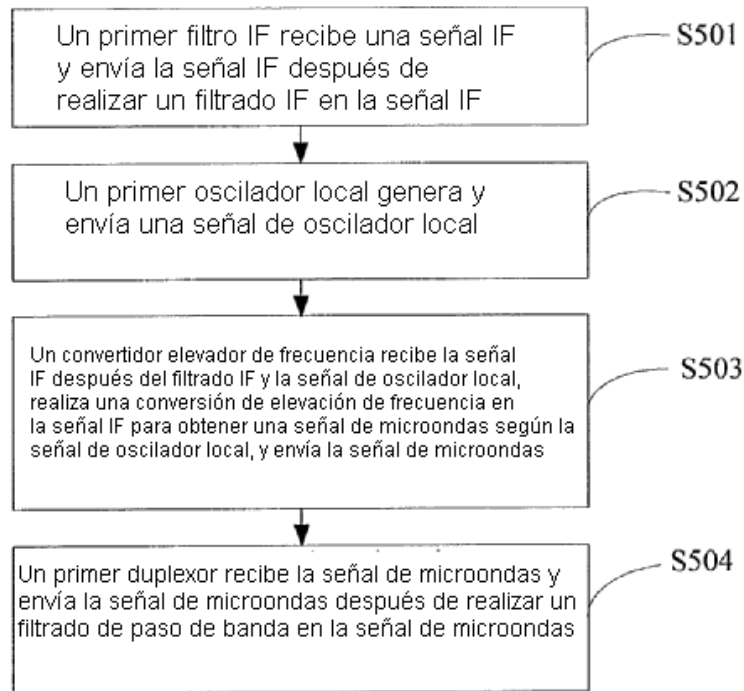 Un primer filtro IF recibe una señal IF
y envía la señal IF después de
realizar un filtrado IF en la señal IF
S501
Un primer oscilador local genera y
envía una señal de oscilador local
S502
Un convertidor elevador de frecuencia recibe la señal
IF después del filtrado IF y la señal de oscilador local,
realiza una conversión de elevación de frecuencia en
la señal IF para obtener una señal de microondas según la
señal de oscilador local, y envía la señal de microondas
S503
Un primer duplexor recibe la señal de microondas y
envía la señal de microondas después de realizar un
filtrado de paso de banda en la señal de microondas
S504